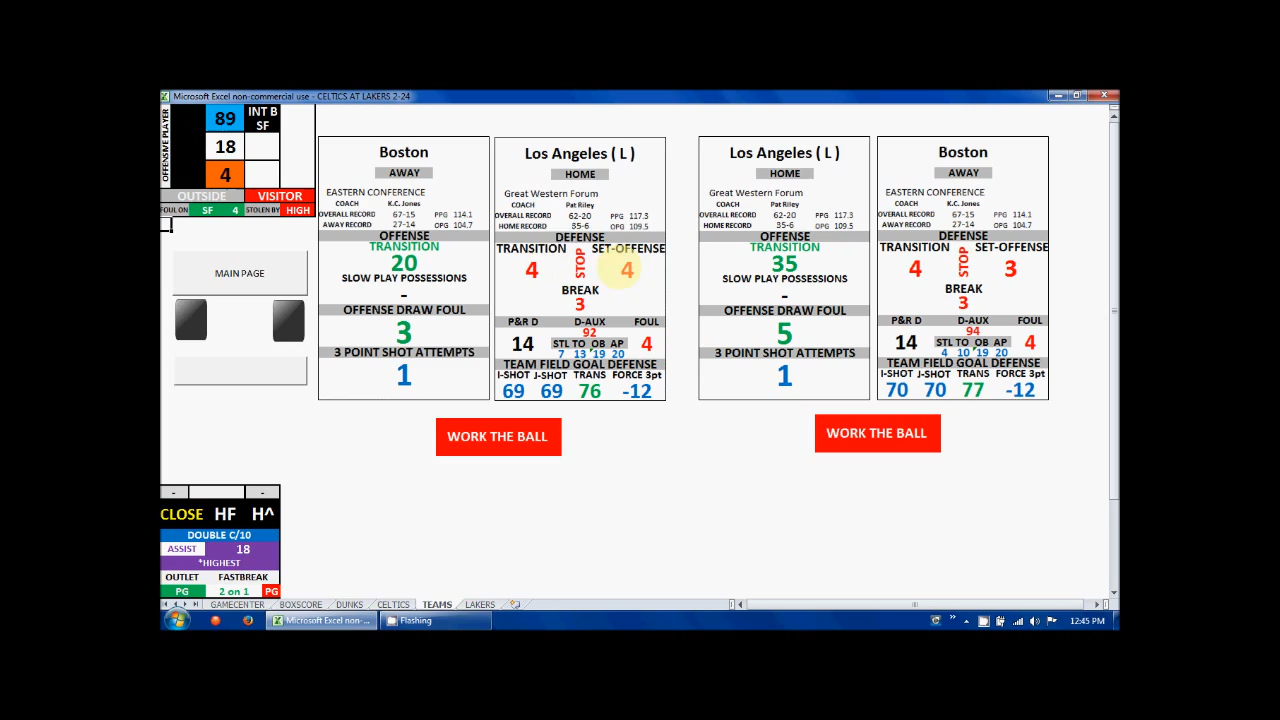 Microsoft Excel non-commercial use - CELTICS AT LAKERS 2-24
OFFENSIVE PLAYER
89 INT B
SF
18
4
OUTSIDE VISITOR
FOUL ON SF 4 STOLEN BY HIGH
MAIN PAGE
Boston
AWAY
EASTERN CONFERENCE
COACH K.C. Jones
OVERALL RECORD 67-15 PPG 114.1
AWAY RECORD 27-14 OPG 104.7
OFFENSE
TRANSITION
20
SLOW PLAY POSSESSIONS
-
OFFENSE DRAW FOUL
3
3 POINT SHOT ATTEMPTS
1
Los Angeles ( L )
HOME
Great Western Forum
COACH Pat Riley
OVERALL RECORD 62-20 PPG 117.3
HOME RECORD 35-6 OPG 109.5
DEFENSE
TRANSITION SET-OFFENSE
4 STOP 4
BREAK
3
P&R D D-AUX FOUL
92
14 STL TO OB AP 4
7 13 19 20
TEAM FIELD GOAL DEFENSE
I-SHOT J-SHOT TRANS FORCE 3pt
69 69 76 -12
WORK THE BALL
Los Angeles ( L )
HOME
Great Western Forum
COACH Pat Riley
OVERALL RECORD 62-20 PPG 117.3
HOME RECORD 35-6 OPG 109.5
OFFENSE
TRANSITION
35
SLOW PLAY POSSESSIONS
-
OFFENSE DRAW FOUL
5
3 POINT SHOT ATTEMPTS
1
Boston
AWAY
EASTERN CONFERENCE
COACH K.C. Jones
OVERALL RECORD 67-15 PPG 114.1
AWAY RECORD 27-14 OPG 104.7
DEFENSE
TRANSITION SET-OFFENSE
4 STOP 3
BREAK
3
P&R D D-AUX FOUL
94
14 STL TO OB AP 4
4 10 19 20
TEAM FIELD GOAL DEFENSE
I-SHOT J-SHOT TRANS FORCE 3pt
70 70 77 -12
WORK THE BALL
- -
CLOSE HF H^
DOUBLE C/10
ASSIST 18
*HIGHEST
OUTLET FASTBREAK
PG 2 on 1 PG
GAMECENTER BOXSCORE DUNKS CELTICS TEAMS LAKERS
Microsoft Excel non-... Flashing 12:45 PM